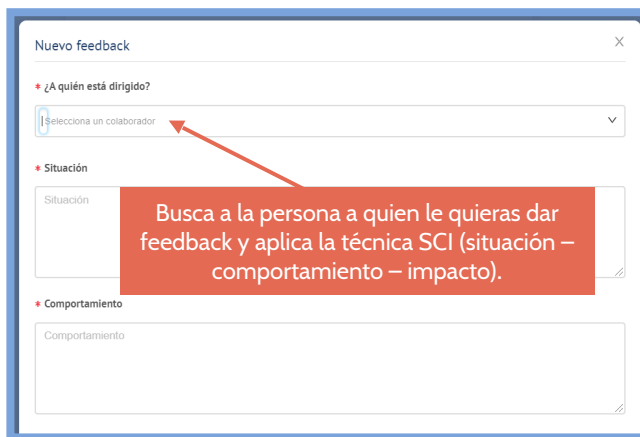 Nuevo feedback
* ¿A quién está dirigido?
Selecciona un colaborador
* Situación
Situación
Busca a la persona a quien le quieras dar
feedback y aplica la técnica SCI (situación –
comportamiento – impacto).
* Comportamiento
Comportamiento